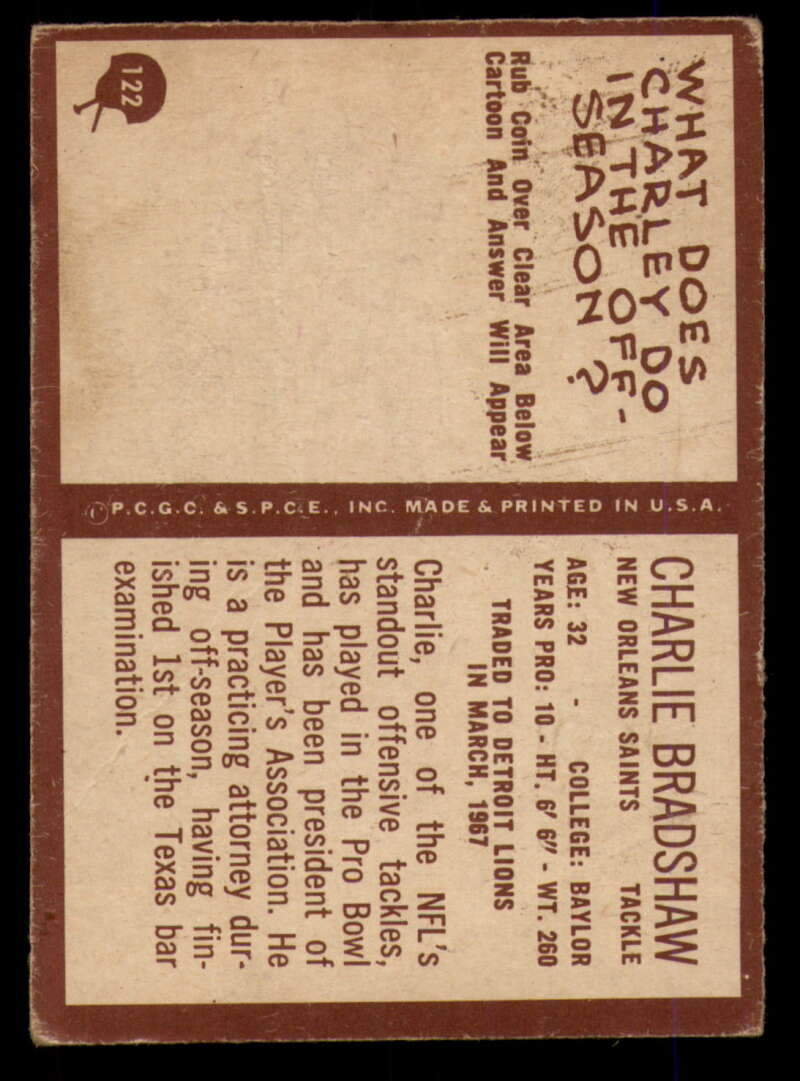 122
WHAT DOES
CHARLEY DO
IN THE OFF-
SEASON ?
Rub Coin Over Clear Area Below
Cartoon And Answer Will Appear
©P.C.G.C. & S.P.C.E., INC. MADE & PRINTED IN U.S.A.
CHARLIE BRADSHAW
NEW ORLEANS SAINTS TACKLE
AGE: 32 - COLLEGE: BAYLOR
YEARS PRO: 10 - HT. 6' 6" - WT. 260
TRADED TO DETROIT LIONS
IN MARCH, 1967
Charlie, one of the NFL's
standout offensive tackles,
has played in the Pro Bowl
and has been president of
the Player's Association. He
is a practicing attorney dur-
ing off-season, having fin-
ished 1st on the Texas bar
examination.